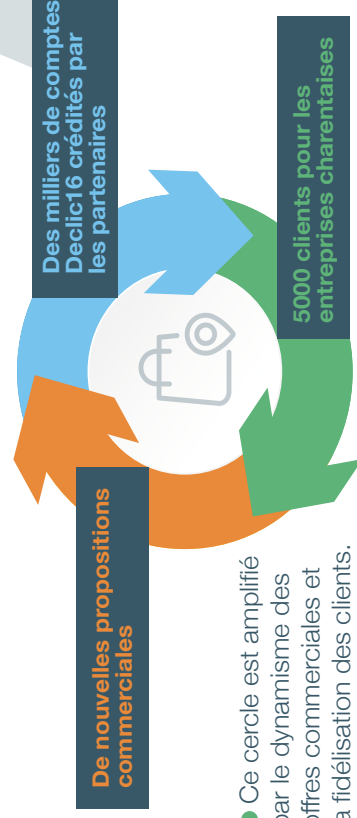 Des milliers de comptes
Declic16 crédités par
les partenaires
5000 clients pour les
entreprises charentaises
De nouvelles propositions
commerciales
Ce cercle est amplifié
par le dynamisme des
offres commerciales et
la fidélisation des clients.